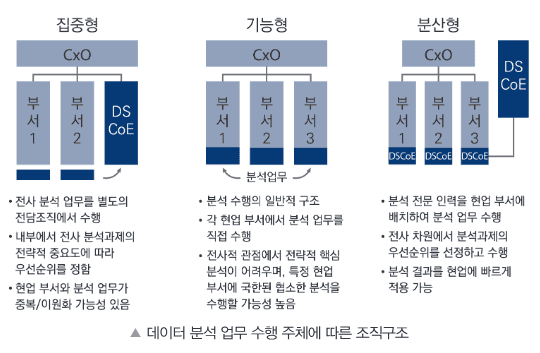 집중형
CxO
부서1
부서2
DS CoE
• 전사 분석 업무를 별도의
전담조직에서 수행
• 내부에서 전사 분석과제의
전략적 중요도에 따라
우선순위를 정함
• 현업 부서와 분석 업무가
중복/이원화 가능성 있음
기능형
CxO
부서1
부서2
부서3
분석업무
• 분석 수행의 일반적 구조
• 각 현업 부서에서 분석 업무를
직접 수행
• 전사적 관점에서 전략적 핵심
분석이 어려우며, 특정 현업
부서에 국한된 협소한 분석을
수행할 가능성 높음
분산형
CxO
DS
CoE
부서1
부서2
부서3
DSCoE
DSCoE
DSCoE
• 분석 전문 인력을 현업 부서에
배치하여 분석 업무 수행
• 전사 차원에서 분석과제의
우선순위를 선정하고 수행
• 분석 결과를 현업에 빠르게
적용 가능
▲ 데이터 분석 업무 수행 주체에 따른 조직구조